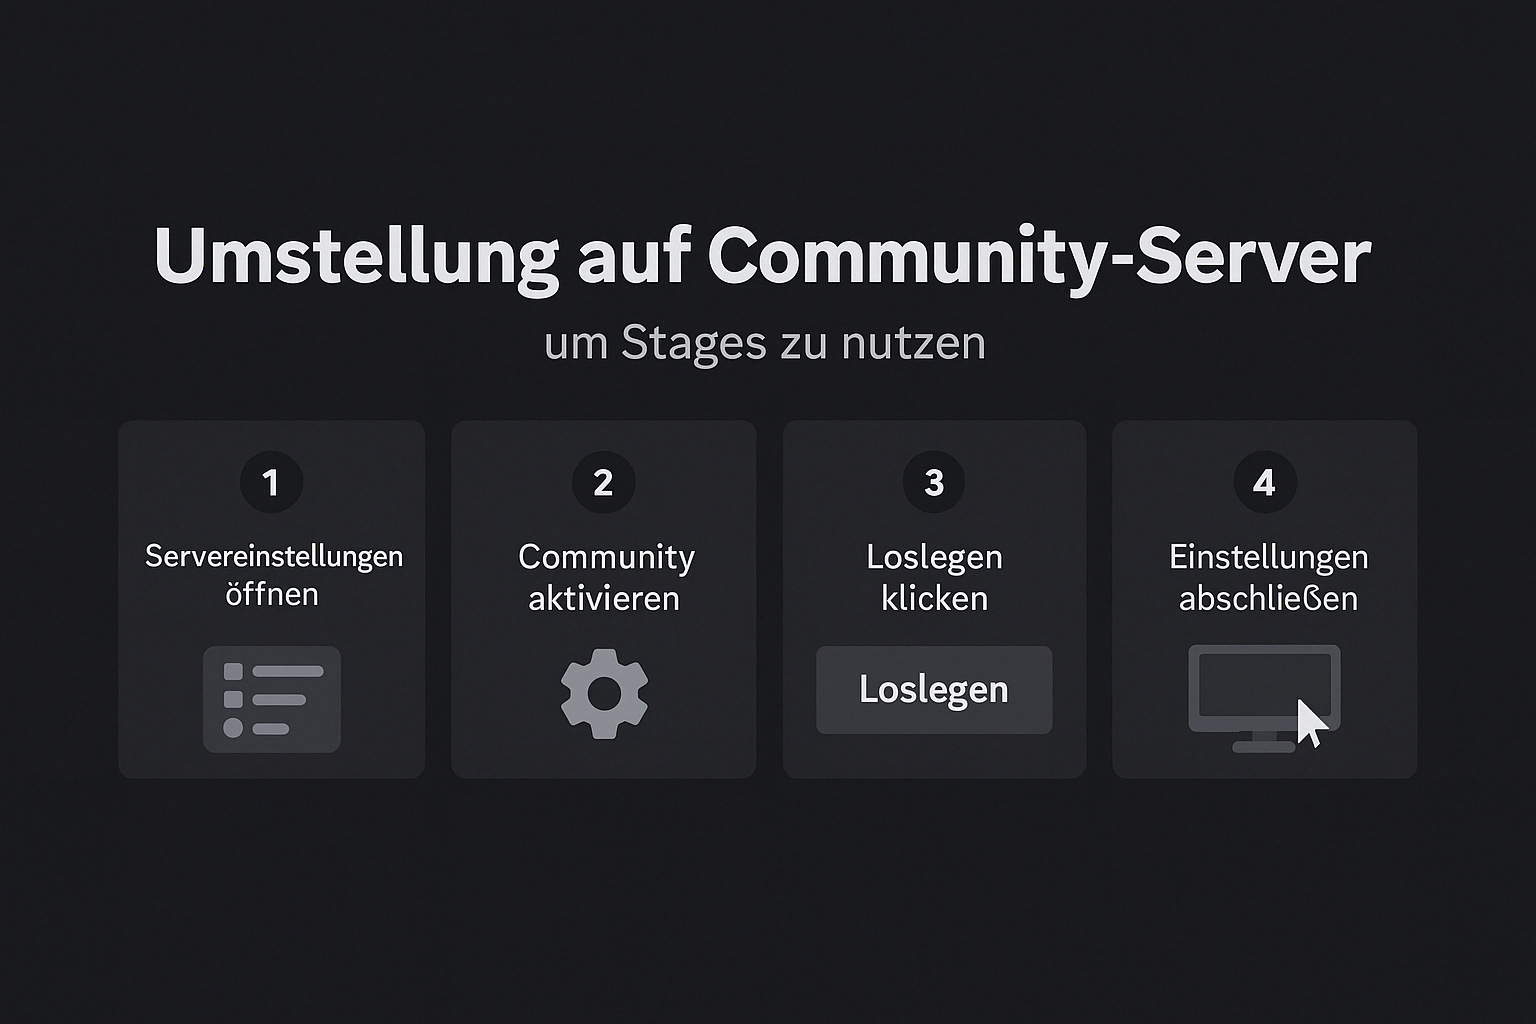 Umstellung auf Community-Server
um Stages zu nutzen
1
Servereinstellungen
öffnen
2
Community
aktivieren
3
Loslegen
klicken
Loslegen
4
Einstellungen
abschließen